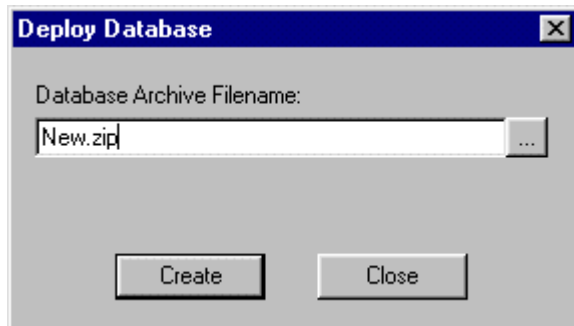 Deploy Database
Database Archive Filename:
New.zip
...
Create Close